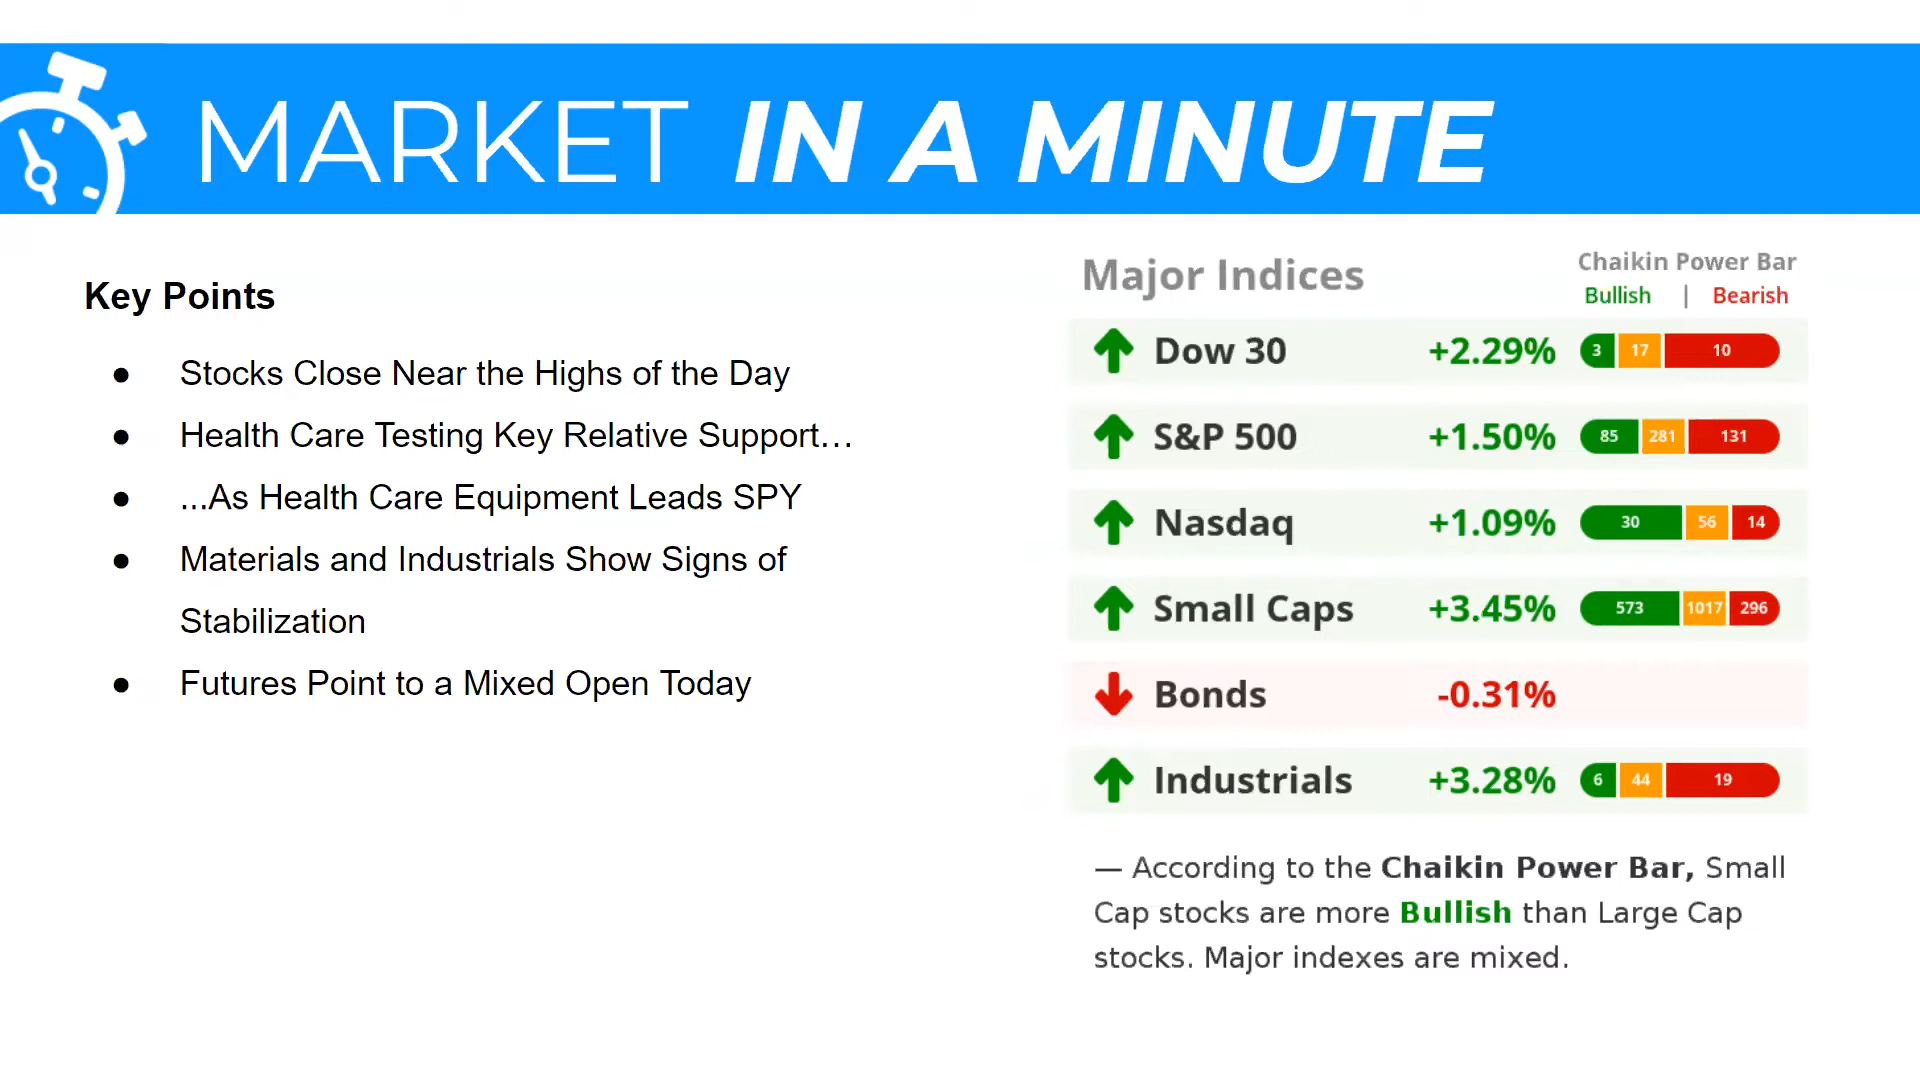 MARKET IN A MINUTE
Key Points
● Stocks Close Near the Highs of the Day
● Health Care Testing Key Relative Support…
● ...As Health Care Equipment Leads SPY
● Materials and Industrials Show Signs of
Stabilization
● Futures Point to a Mixed Open Today
Major Indices
Chaikin Power Bar
Bullish | Bearish
Dow 30 +2.29% 3 17 10
S&P 500 +1.50% 85 281 131
Nasdaq +1.09% 30 56 14
Small Caps +3.45% 573 1017 296
Bonds -0.31%
Industrials +3.28% 6 44 19
— According to the Chaikin Power Bar, Small
Cap stocks are more Bullish than Large Cap
stocks. Major indexes are mixed.